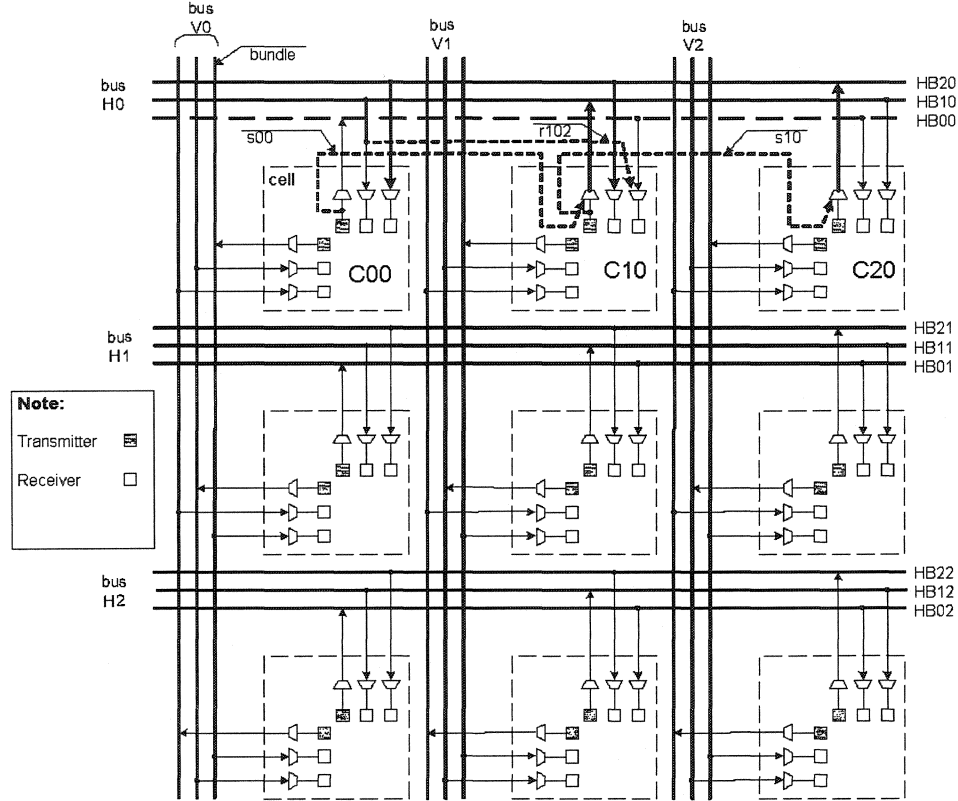 bus
V0
bundle
bus
V1
bus
V2
bus
H0
HB20
HB10
HB00
s00
r102
s10
cell
C00
C10
C20
bus
H1
HB21
HB11
HB01
Note:
Transmitter
Receiver
bus
H2
HB22
HB12
HB02